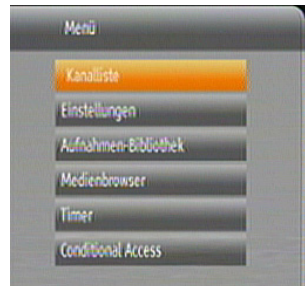 Menü
Kanalliste
Einstellungen
Aufnahmen-Bibliothek
Medienbrowser
Timer
Conditional Access